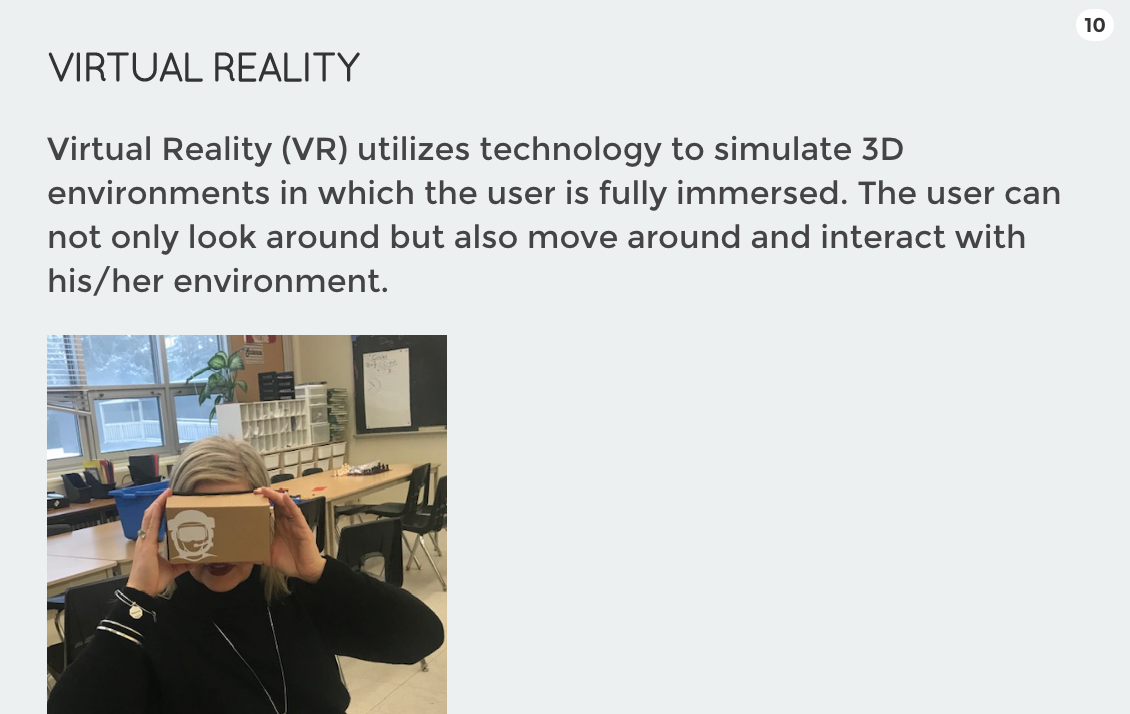 10
VIRTUAL REALITY
Virtual Reality (VR) utilizes technology to simulate 3D
environments in which the user is fully immersed. The user can
not only look around but also move around and interact with
his/her environment.